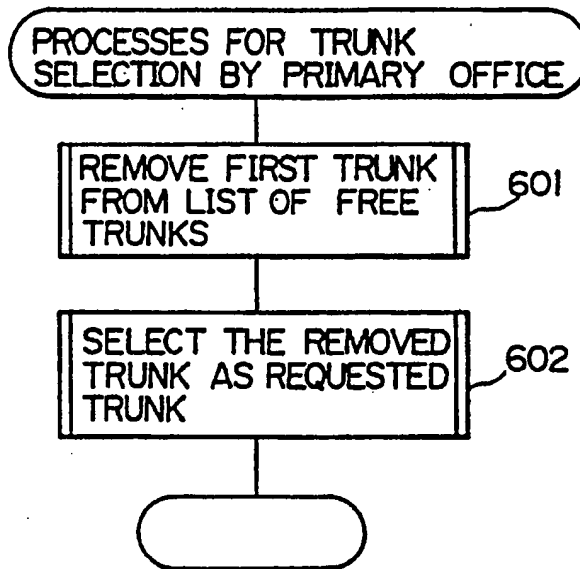 PROCESSES FOR TRUNK
SELECTION BY PRIMARY OFFICE
REMOVE FIRST TRUNK
FROM LIST OF FREE
TRUNKS
601
SELECT THE REMOVED
TRUNK AS REQUESTED
TRUNK
602